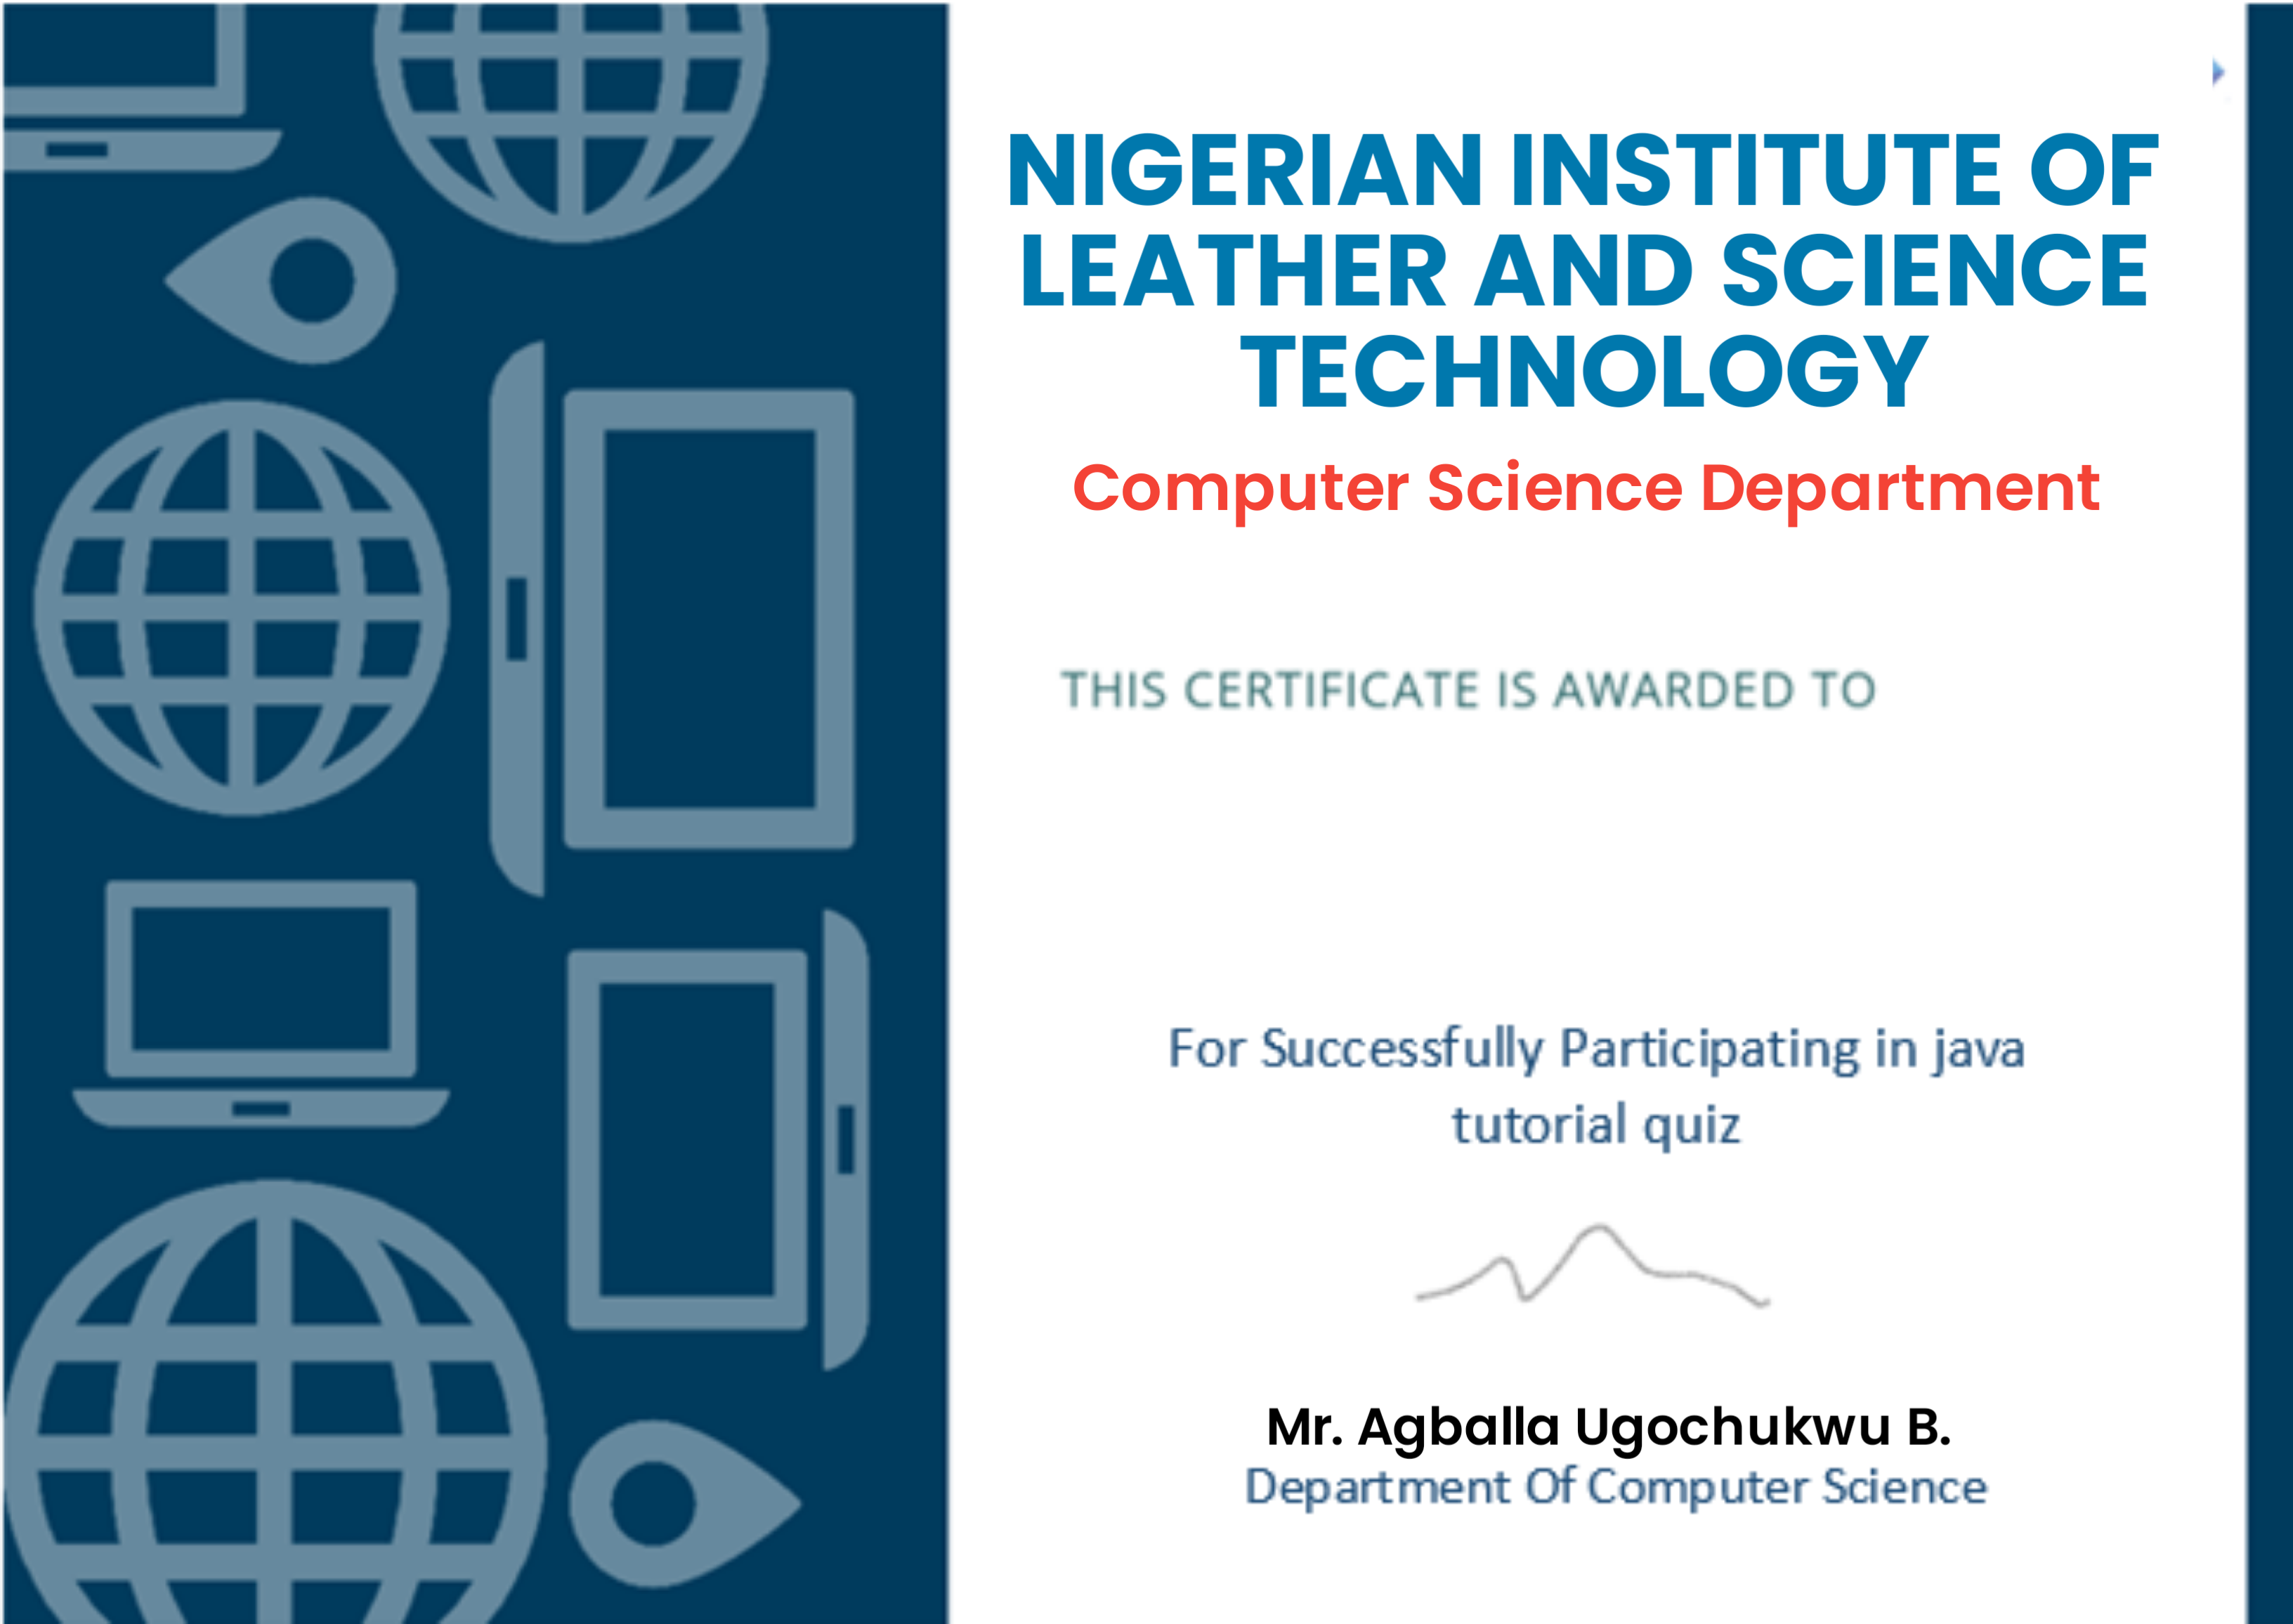 NIGERIAN INSTITUTE OF
LEATHER AND SCIENCE
TECHNOLOGY
Computer Science Department
THIS CERTIFICATE IS AWARDED TO
For Successfully Participating in java
tutorial quiz
Mr. Agballa Ugochukwu B.
Department Of Computer Science